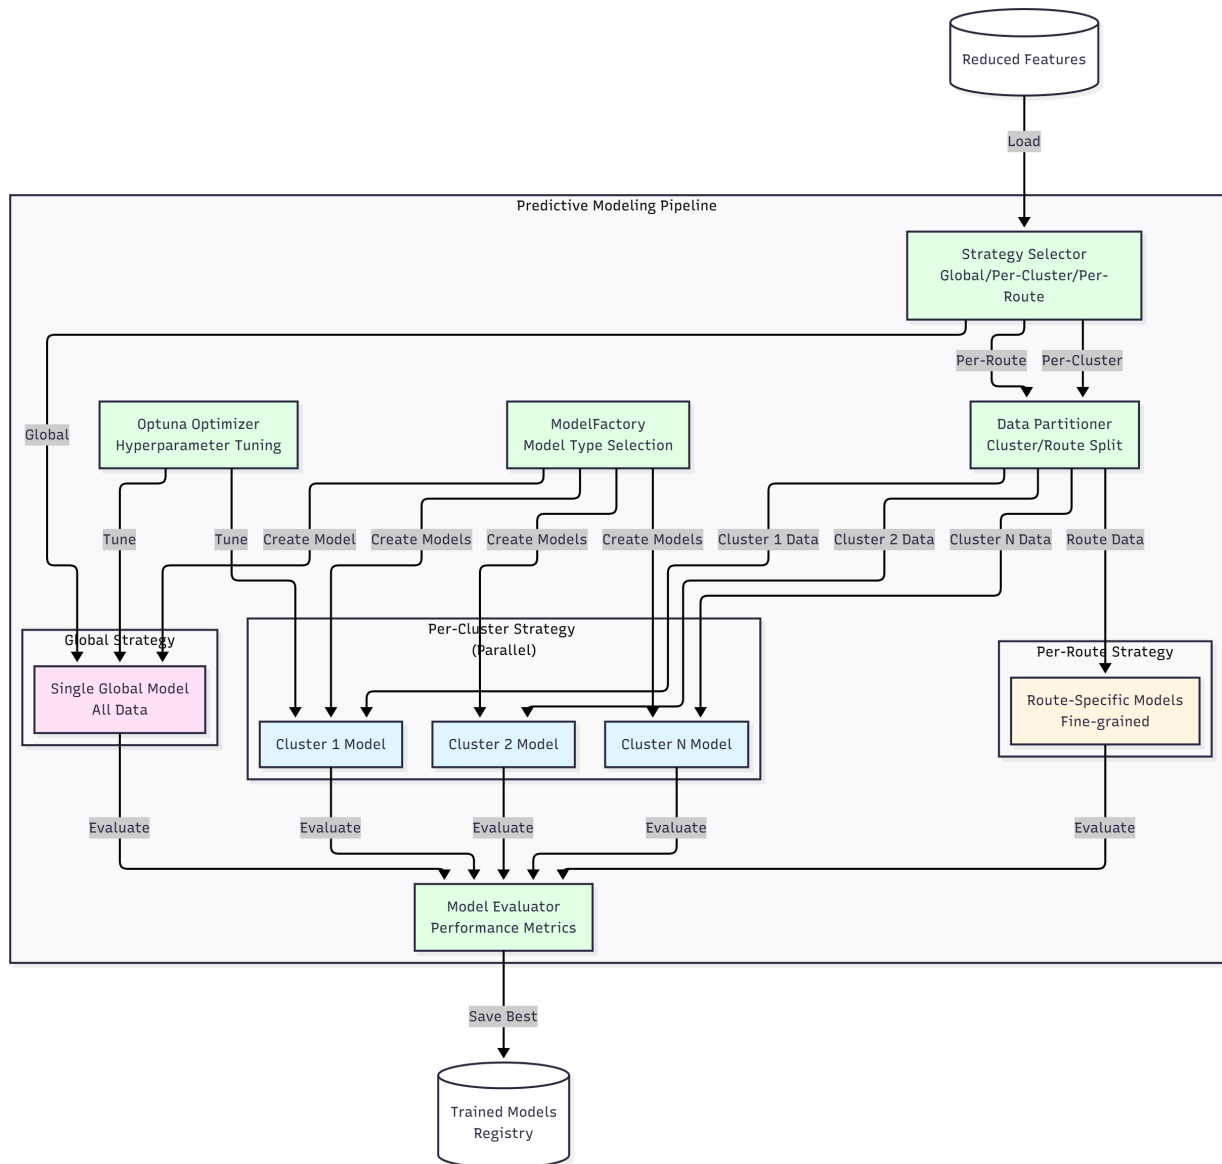 Reduced Features
Load
Predictive Modeling Pipeline
Strategy Selector
Global/Per-Cluster/Per-
Route
Per-Route
Per-Cluster
Global
Optuna Optimizer
Hyperparameter Tuning
ModelFactory
Model Type Selection
Data Partitioner
Cluster/Route Split
Tune
Tune
Create Model
Create Models
Create Models
Create Models
Cluster 1 Data
Cluster 2 Data
Cluster N Data
Route Data
Global Strategy
Single Global Model
All Data
Per-Cluster Strategy
(Parallel)
Cluster 1 Model
Cluster 2 Model
Cluster N Model
Per-Route Strategy
Route-Specific Models
Fine-grained
Evaluate
Evaluate
Evaluate
Evaluate
Evaluate
Model Evaluator
Performance Metrics
Save Best
Trained Models
Registry